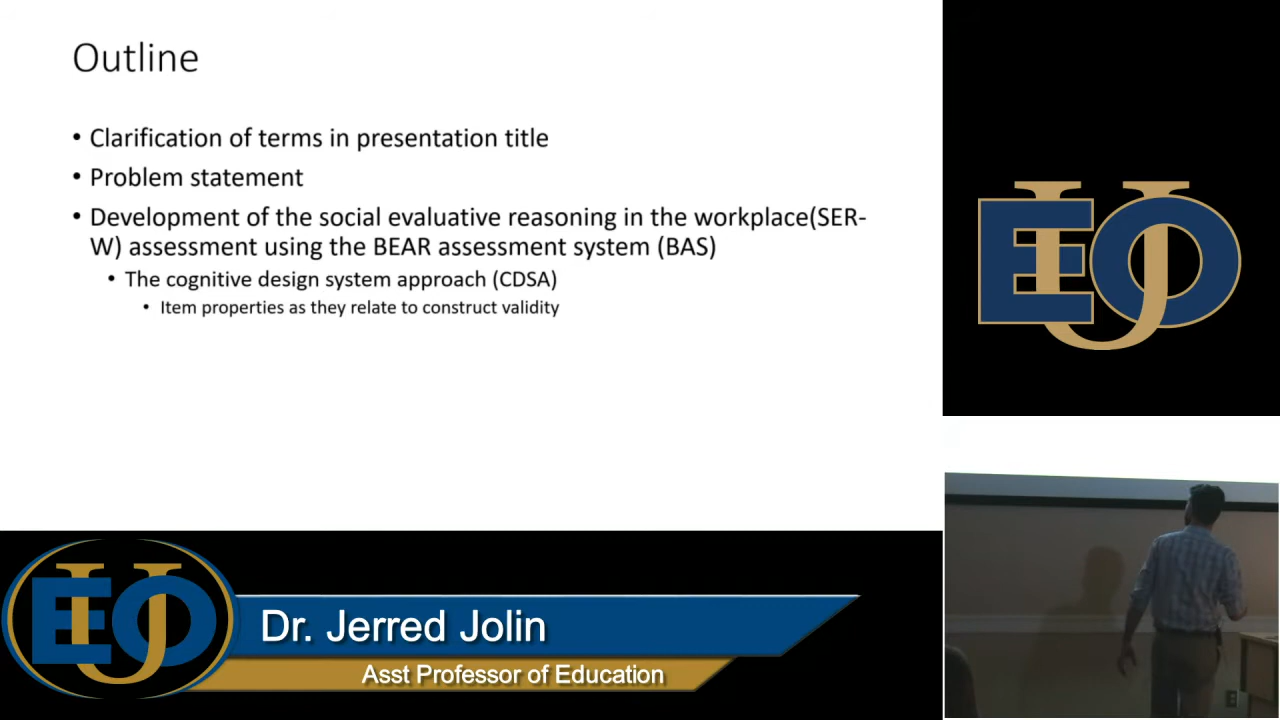 Outline
• Clarification of terms in presentation title
• Problem statement
• Development of the social evaluative reasoning in the workplace(SER-
W) assessment using the BEAR assessment system (BAS)
• The cognitive design system approach (CDSA)
• Item properties as they relate to construct validity
EOU
EOU
Dr. Jerred Jolin
Asst Professor of Education